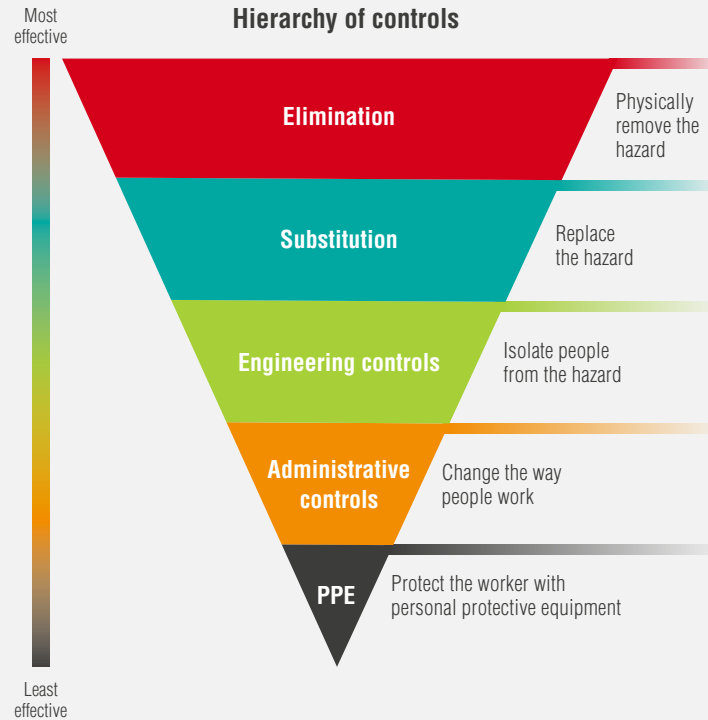 Most
effective
Hierarchy of controls
Elimination
Physically
remove the
hazard
Substitution
Replace
the hazard
Engineering controls
Isolate people
from the hazard
Administrative
controls
Change the way
people work
PPE
Protect the worker with
personal protective equipment
Least
effective